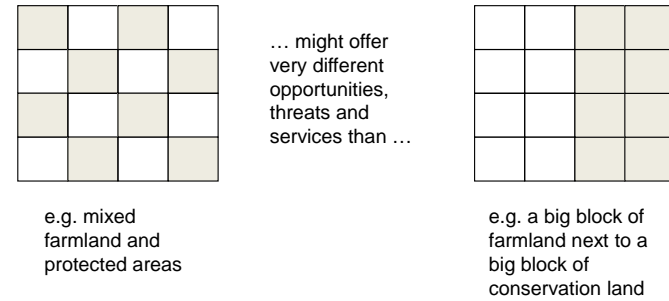 … might offer
very different
opportunities,
threats and
services than …
e.g. mixed
farmland and
protected areas
e.g. a big block of
farmland next to a
big block of
conservation land